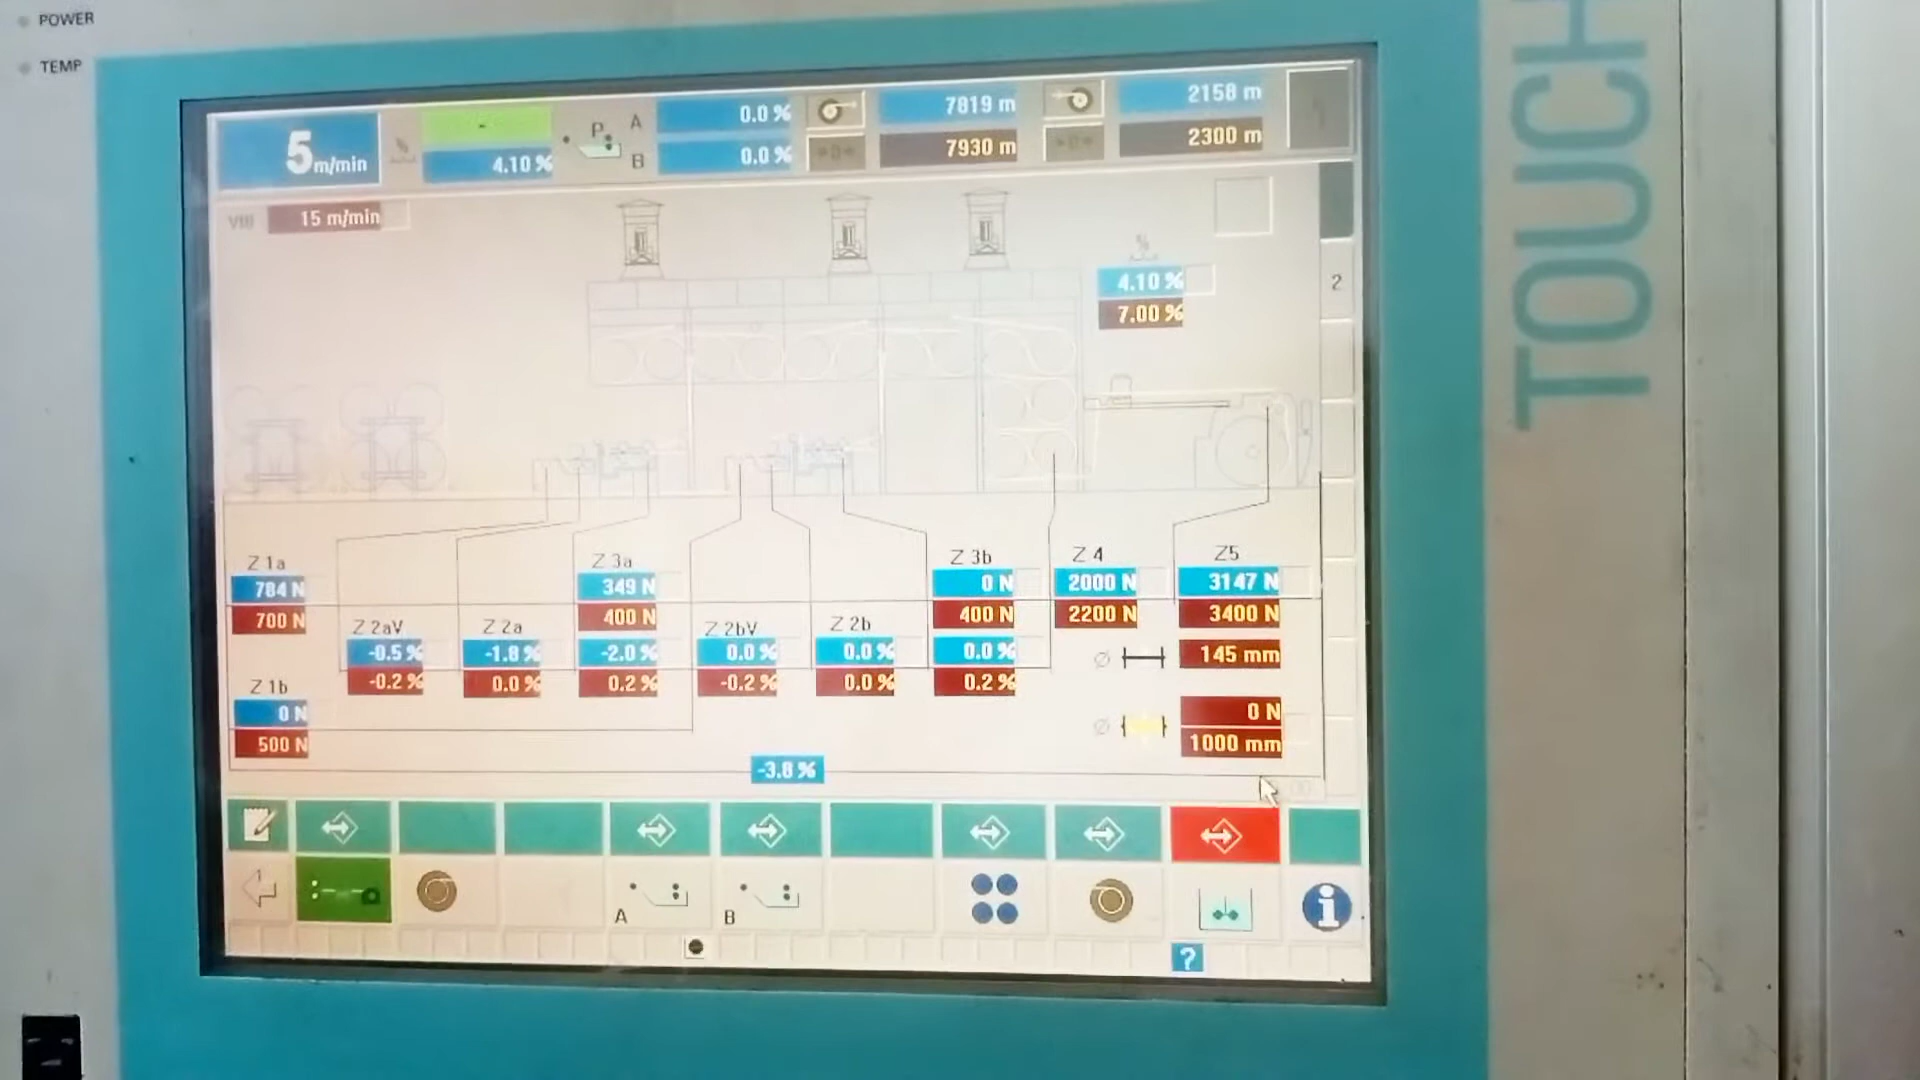 POWER
TEMP
TOUCH
5 m/min
-
4.10 %
P
A
0.0 %
B
0.0 %
7819 m
7930 m
2158 m
2300 m
VIII
15 m/min
%
4.10 %
7.00 %
2
Z 1a
784 N
700 N
Z 2aV
-0.5 %
-0.2 %
Z 2a
-1.8 %
0.0 %
Z 3a
349 N
400 N
-2.0 %
0.2 %
Z 2bV
0.0 %
-0.2 %
Z 2b
0.0 %
0.0 %
Z 3b
0 N
400 N
0.0 %
0.2 %
Z 4
2000 N
2200 N
Z5
3147 N
3400 N
Ø
145 mm
Z 1b
0 N
500 N
Ø
0 N
1000 mm
-3.8 %
A
B
i
?